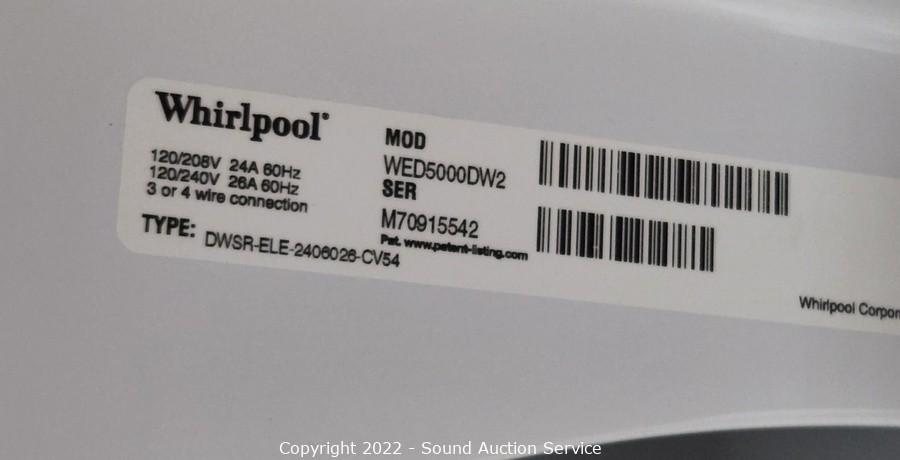 Whirlpool®
120/208V 24A 60Hz
120/240V 26A 60Hz
3 or 4 wire connection
TYPE: DWSR-ELE-2406026-CV54
MOD
WED5000DW2
SER
M70915542
Pat. www.patent-listing.com
Whirlpool Corpor
Copyright 2022 - Sound Auction Service